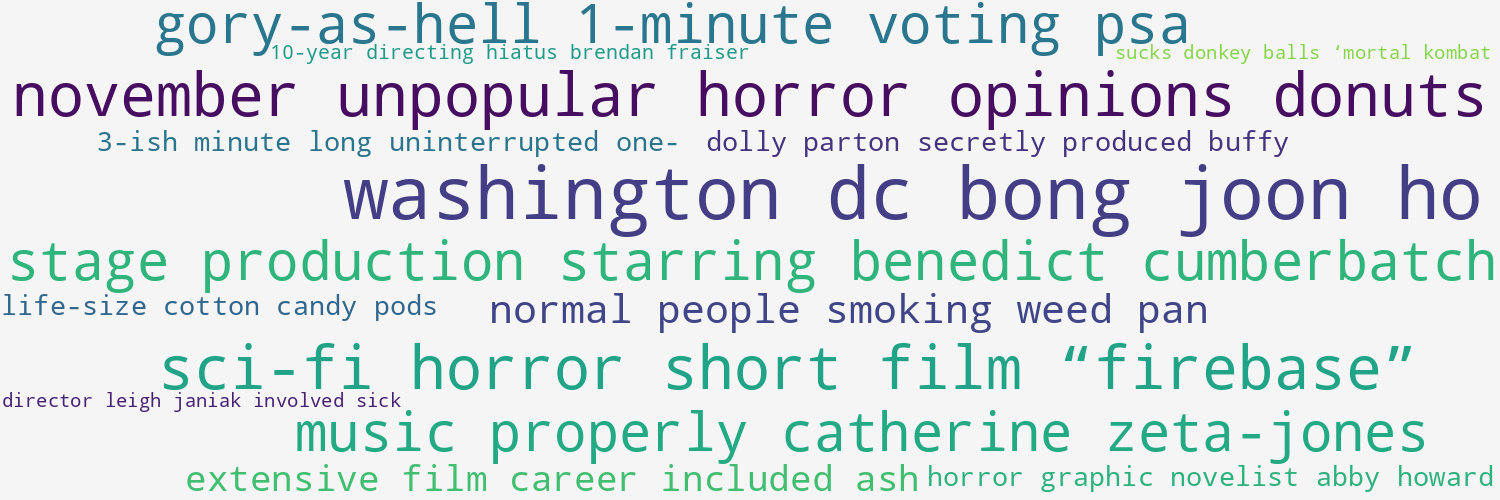 gory-as-hell 1-minute voting psa
10-year directing hiatus brendan fraiser
sucks donkey balls ‘mortal kombat
november unpopular horror opinions donuts
3-ish minute long uninterrupted one-
dolly parton secretly produced buffy
washington dc bong joon ho
stage production starring benedict cumberbatch
life-size cotton candy pods
normal people smoking weed pan
sci-fi horror short film “firebase”
director leigh janiak involved sick
music properly catherine zeta-jones
extensive film career included ash
horror graphic novelist abby howard